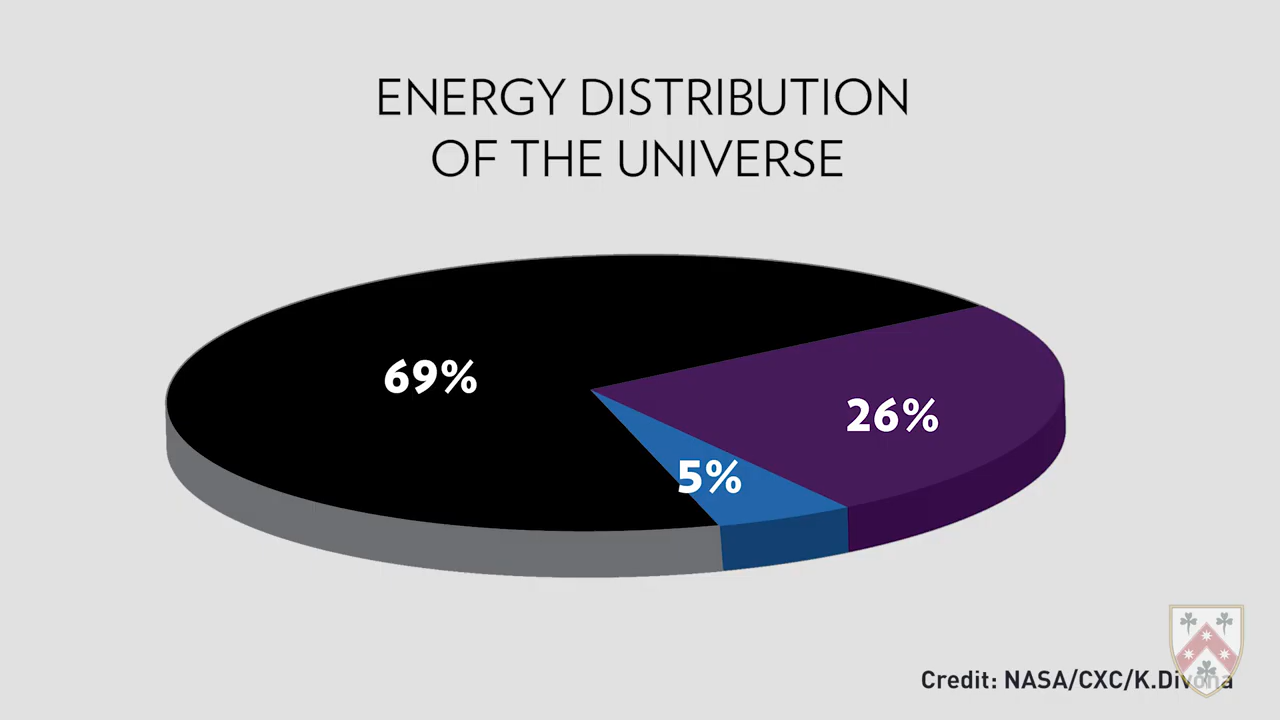 ENERGY DISTRIBUTION
OF THE UNIVERSE
69%
26%
5%
Credit: NASA/CXC/K.Divona